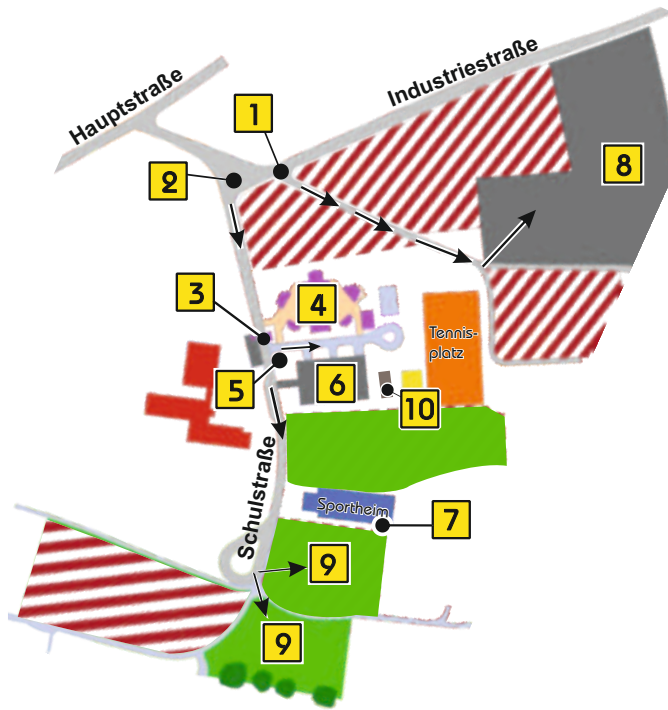 Hauptstraße
Industriestraße
1
2
8
3
4
Tennis-
platz
5
6
10
Schulstraße
Sportheim
7
9
9